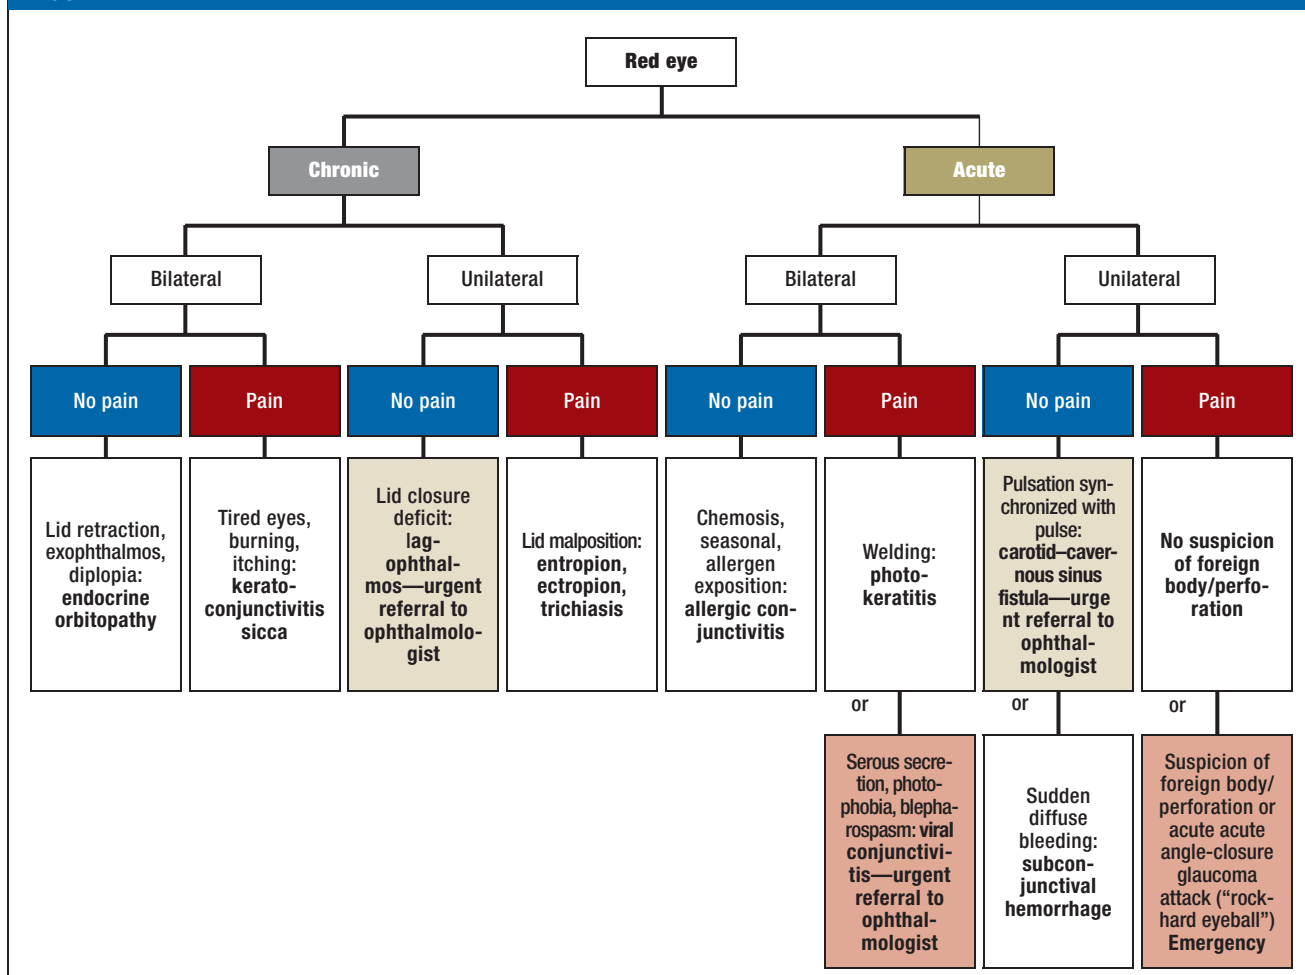 Red eye
Chronic
Acute
Bilateral
Unilateral
Bilateral
Unilateral
No pain
Pain
No pain
Pain
No pain
Pain
No pain
Pain
Lid retraction,
exophthalmos,
diplopia:
endocrine
orbitopathy
Tired eyes,
burning,
itching:
kerato-
conjunctivitis
sicca
Lid closure
deficit:
lag-
ophthal-
mos—urgent
referral to
ophthalmolo-
gist
Lid malposition:
entropion,
ectropion,
trichiasis
Chemosis,
seasonal,
allergen
exposition:
allergic con-
junctivitis
Welding:
photo-
keratitis
Pulsation syn-
chronized with
pulse:
carotid–caver-
nous sinus
fistula—urge
nt referral to
ophthal-
mologist
No suspicion
of foreign
body/perfo-
ration
or
or
or
Serous secre-
tion, photo-
phobia, blepha-
rospasm: viral
conjunctivi-
tis—urgent
referral to
ophthal-
mologist
Sudden
diffuse
bleeding:
subcon-
junctival
hemorrhage
Suspicion of
foreign body/
perforation or
acute acute
angle-closure
glaucoma
attack (“rock-
hard eyeball”)
Emergency